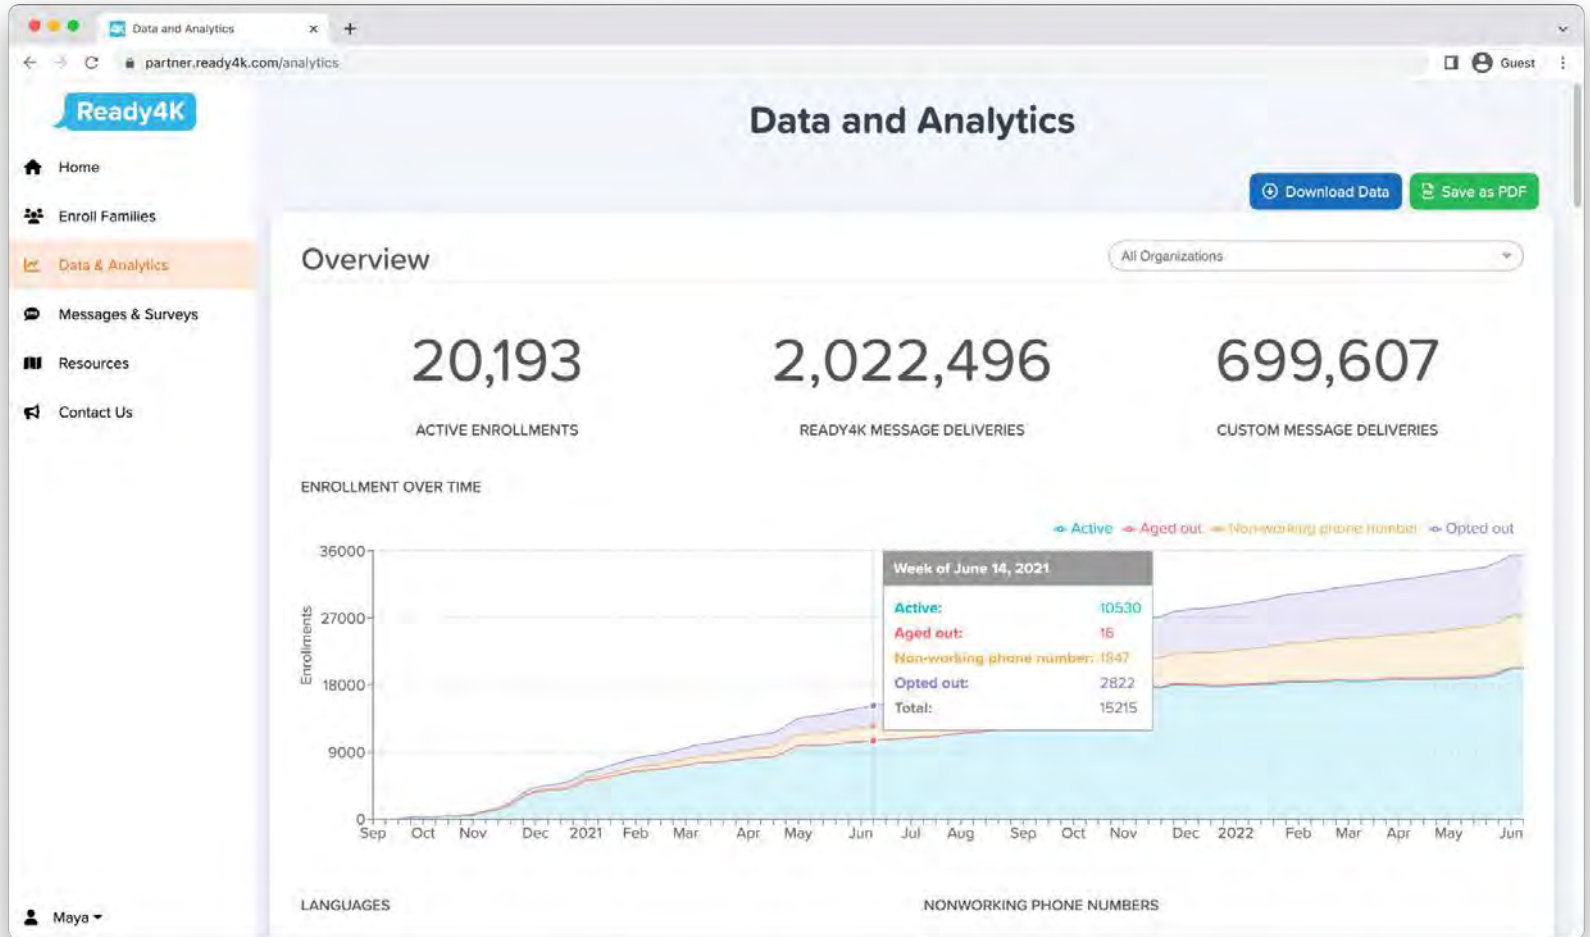 Data and Analytics
partner.ready4k.com/analytics
Guest
Ready4K
Home
Enroll Families
Data & Analytics
Messages & Surveys
Resources
Contact Us
Maya
Data and Analytics
Download Data
Save as PDF
Overview
All Organizations
20,193
ACTIVE ENROLLMENTS
2,022,496
READY4K MESSAGE DELIVERIES
699,607
CUSTOM MESSAGE DELIVERIES
ENROLLMENT OVER TIME
Active Aged out Non-working phone number Opted out
Enrollments
36000
27000
18000
9000
0
Week of June 14, 2021
Active: 10530
Aged out: 16
Non-working phone number: 1847
Opted out: 2822
Total: 15215
Sep Oct Nov Dec 2021 Feb Mar Apr May Jun Jul Aug Sep Oct Nov Dec 2022 Feb Mar Apr May Jun
LANGUAGES
NONWORKING PHONE NUMBERS